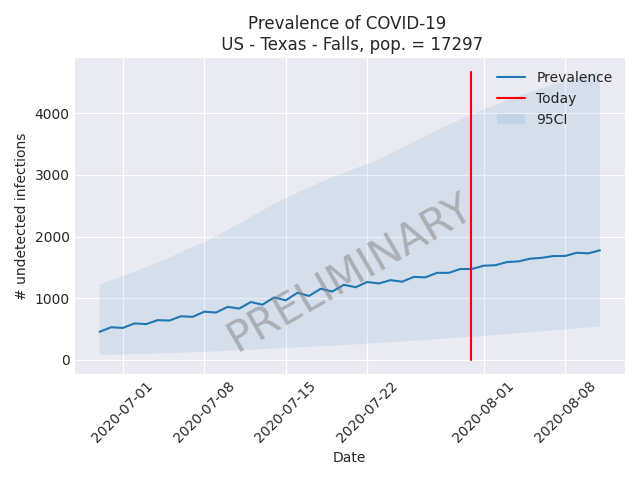 Prevalence of COVID-19
US - Texas - Falls, pop. = 17297
Prevalence
Today
95CI
PRELIMINARY
# undetected infections
4000
3000
2000
1000
0
2020-07-01
2020-07-08
2020-07-15
2020-07-22
2020-08-01
2020-08-08
Date